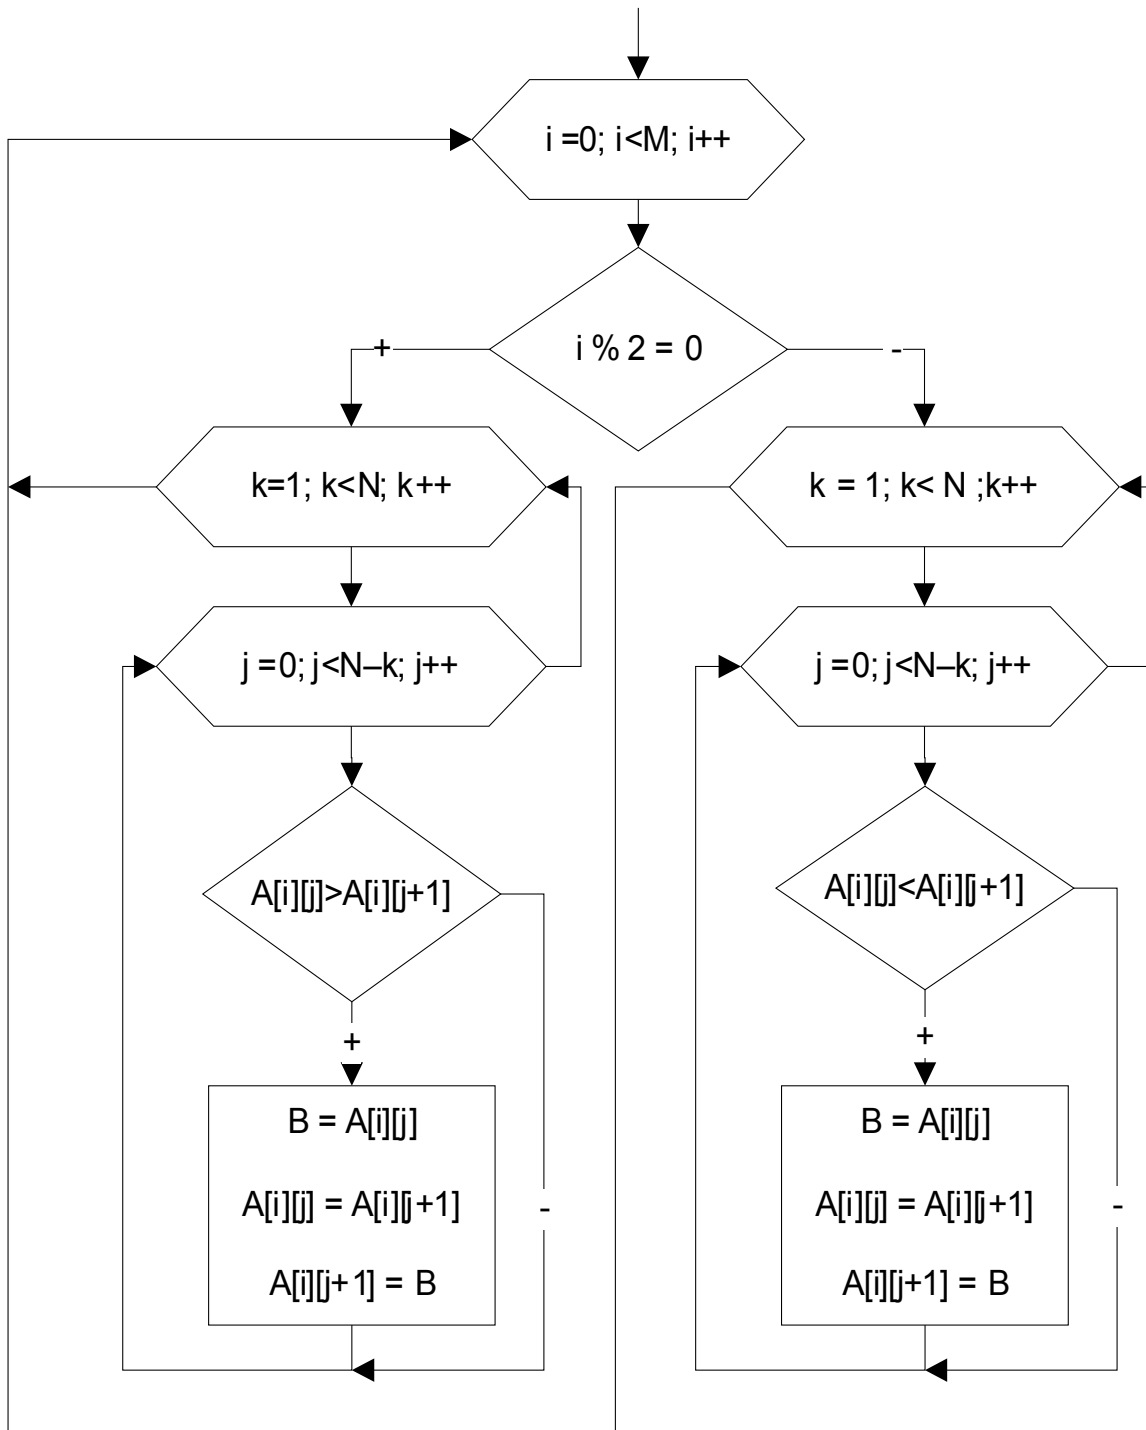 i =0; i<M; i++
i % 2 = 0
+
-
k=1; k<N; k++
k = 1; k< N ;k++
j =0; j<N–k; j++
j =0; j<N–k; j++
A[i][j]>A[i][j+1]
A[i][j]<A[i][j+1]
+
+
B = A[i][j]
A[i][j] = A[i][j+1]
A[i][j+1] = B
-
B = A[i][j]
A[i][j] = A[i][j+1]
A[i][j+1] = B
-